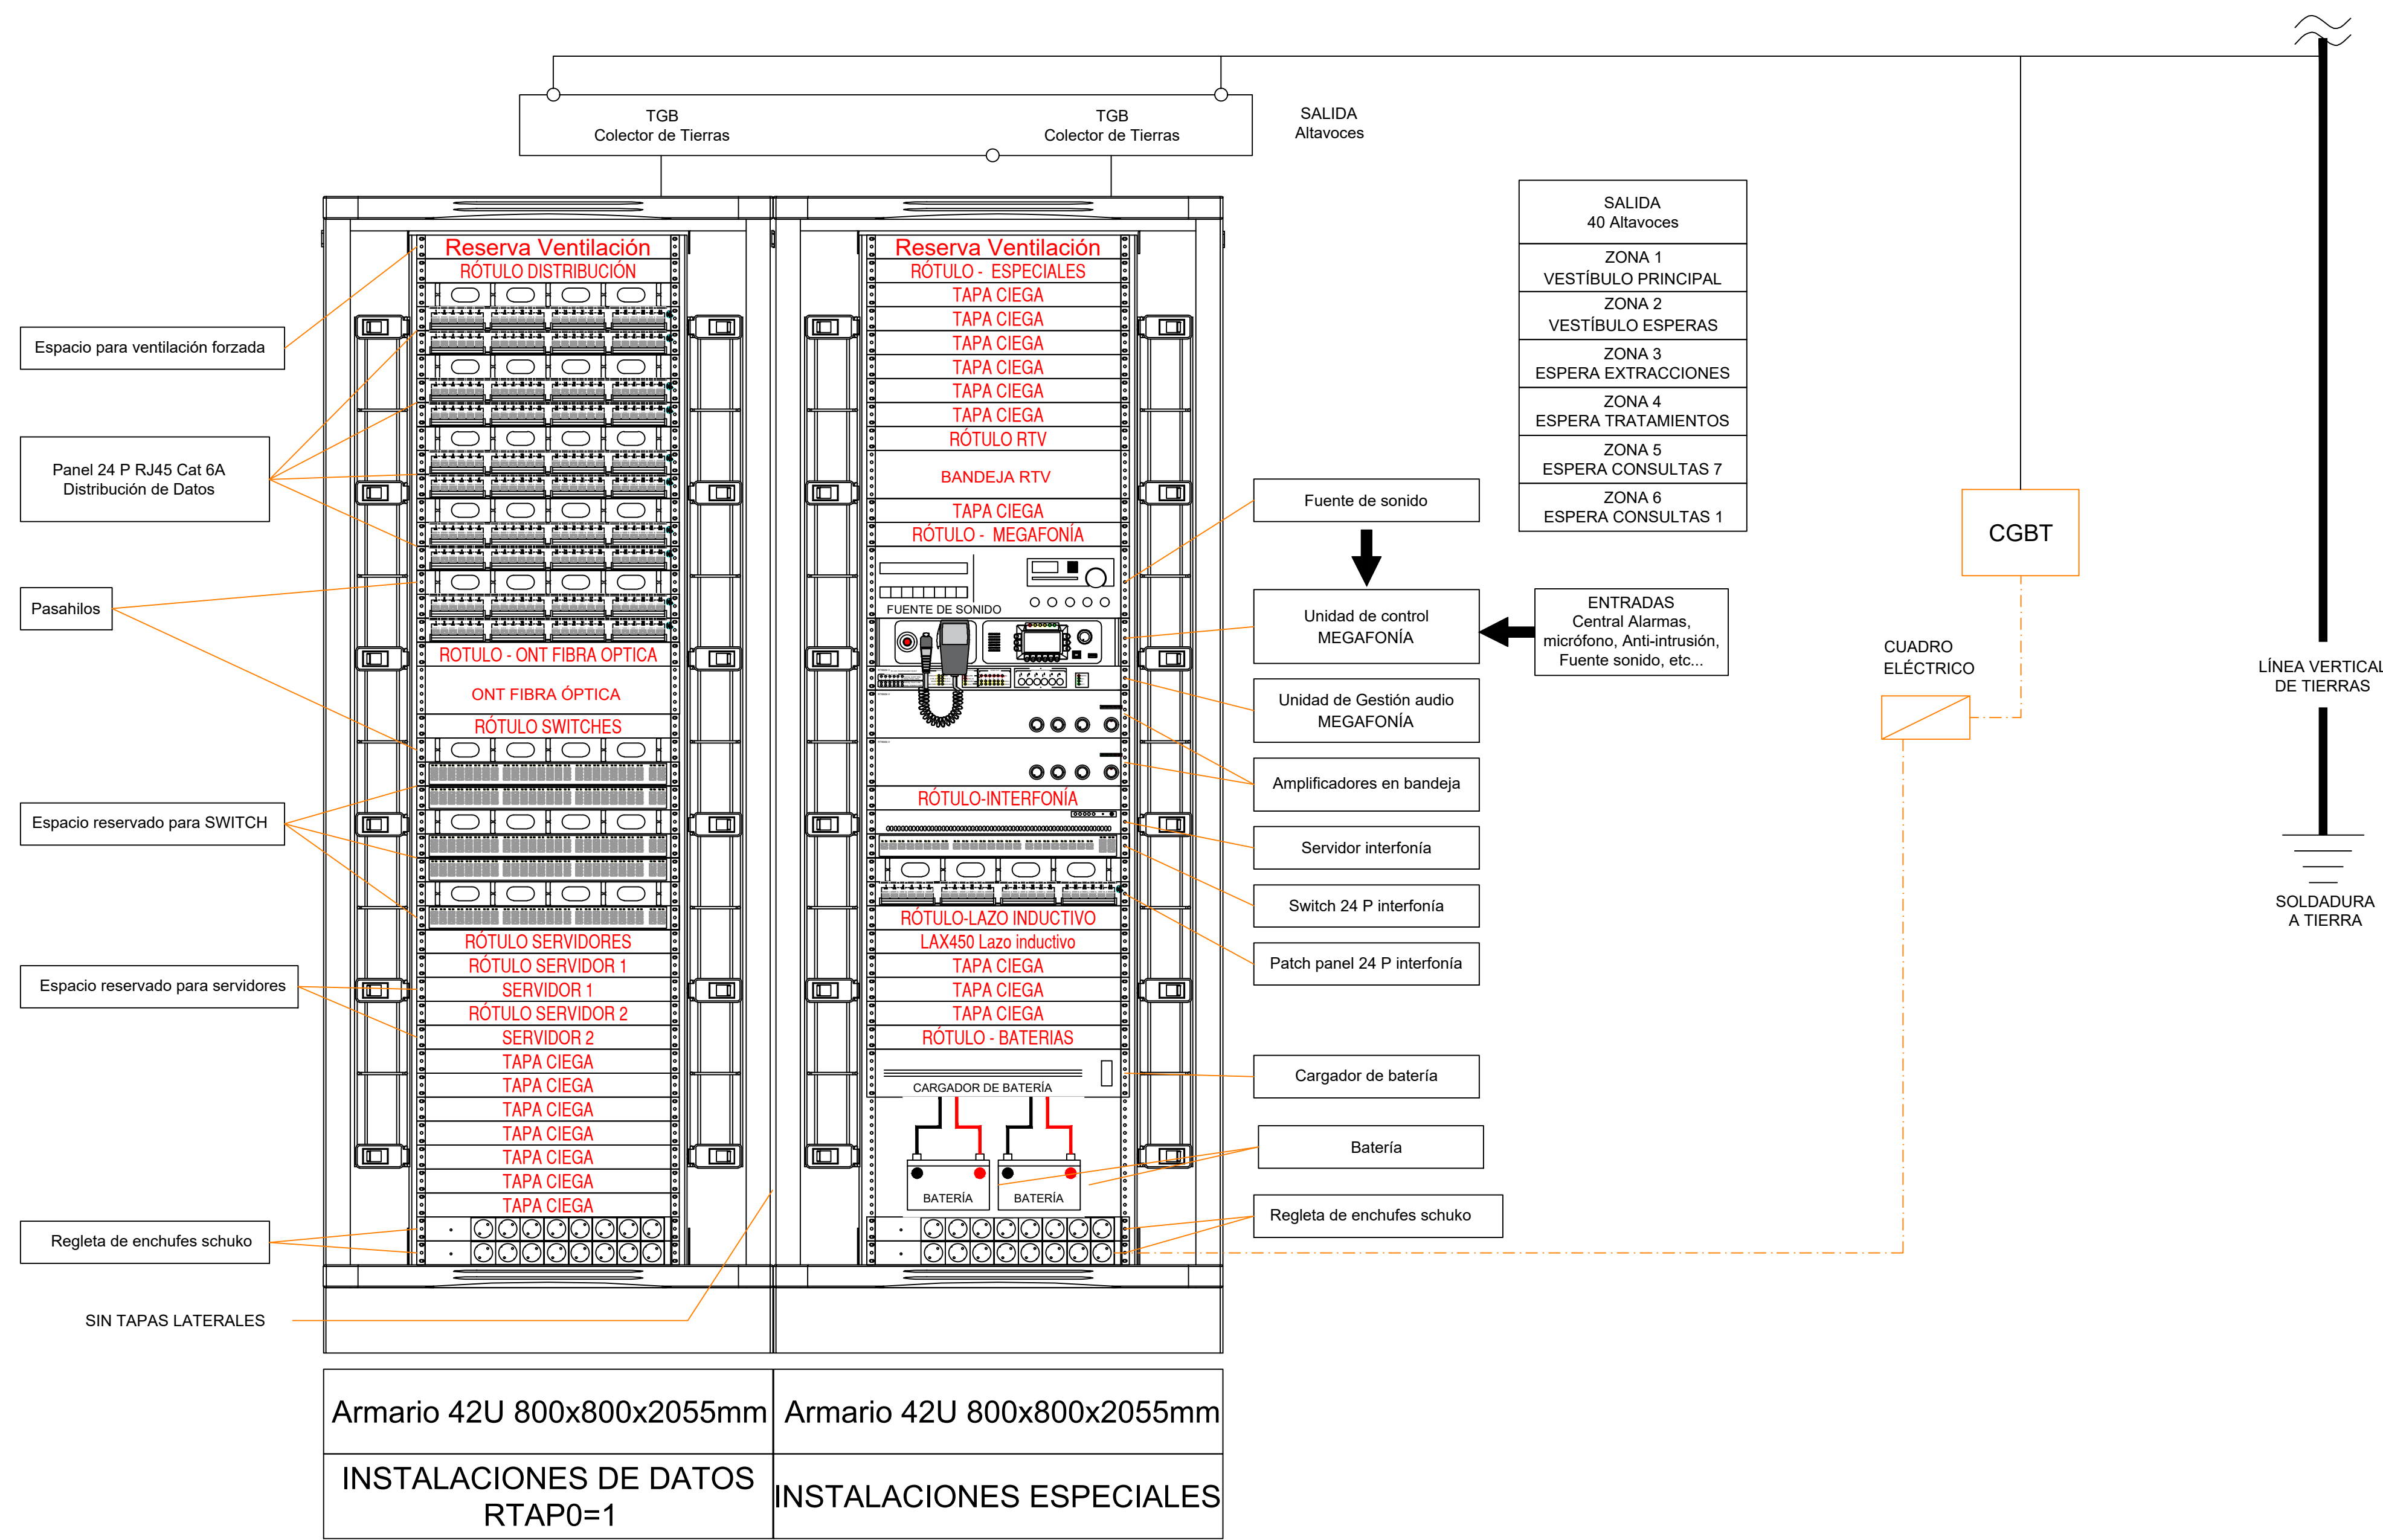 TGB
Colector de Tierras
TGB
Colector de Tierras
SALIDA
Altavoces
Espacio para ventilación forzada
Panel 24 P RJ45 Cat 6A
Distribución de Datos
Pasahilos
Espacio reservado para SWITCH
Espacio reservado para servidores
Regleta de enchufes schuko
SIN TAPAS LATERALES
Reserva Ventilación
RÓTULO DISTRIBUCIÓN
ROTULO - ONT FIBRA OPTICA
ONT FIBRA ÓPTICA
RÓTULO SWITCHES
RÓTULO SERVIDORES
RÓTULO SERVIDOR 1
SERVIDOR 1
RÓTULO SERVIDOR 2
SERVIDOR 2
TAPA CIEGA
TAPA CIEGA
TAPA CIEGA
TAPA CIEGA
TAPA CIEGA
TAPA CIEGA
TAPA CIEGA
Reserva Ventilación
RÓTULO - ESPECIALES
TAPA CIEGA
TAPA CIEGA
TAPA CIEGA
TAPA CIEGA
TAPA CIEGA
TAPA CIEGA
RÓTULO RTV
BANDEJA RTV
TAPA CIEGA
RÓTULO - MEGAFONÍA
FUENTE DE SONIDO
RÓTULO-INTERFONÍA
RÓTULO-LAZO INDUCTIVO
LAX450 Lazo inductivo
TAPA CIEGA
TAPA CIEGA
TAPA CIEGA
RÓTULO - BATERIAS
CARGADOR DE BATERÍA
BATERÍA
BATERÍA
Fuente de sonido
Unidad de control
MEGAFONÍA
Unidad de Gestión audio
MEGAFONÍA
Amplificadores en bandeja
Servidor interfonía
Switch 24 P interfonía
Patch panel 24 P interfonía
Cargador de batería
Batería
Regleta de enchufes schuko
SALIDA
40 Altavoces
ZONA 1
VESTÍBULO PRINCIPAL
ZONA 2
VESTÍBULO ESPERAS
ZONA 3
ESPERA EXTRACCIONES
ZONA 4
ESPERA TRATAMIENTOS
ZONA 5
ESPERA CONSULTAS 7
ZONA 6
ESPERA CONSULTAS 1
ENTRADAS
Central Alarmas,
micrófono, Anti-intrusión,
Fuente sonido, etc...
CGBT
CUADRO
ELÉCTRICO
LÍNEA VERTICAL
DE TIERRAS
SOLDADURA
A TIERRA
Armario 42U 800x800x2055mm
Armario 42U 800x800x2055mm
INSTALACIONES DE DATOS
RTAP0=1
INSTALACIONES ESPECIALES